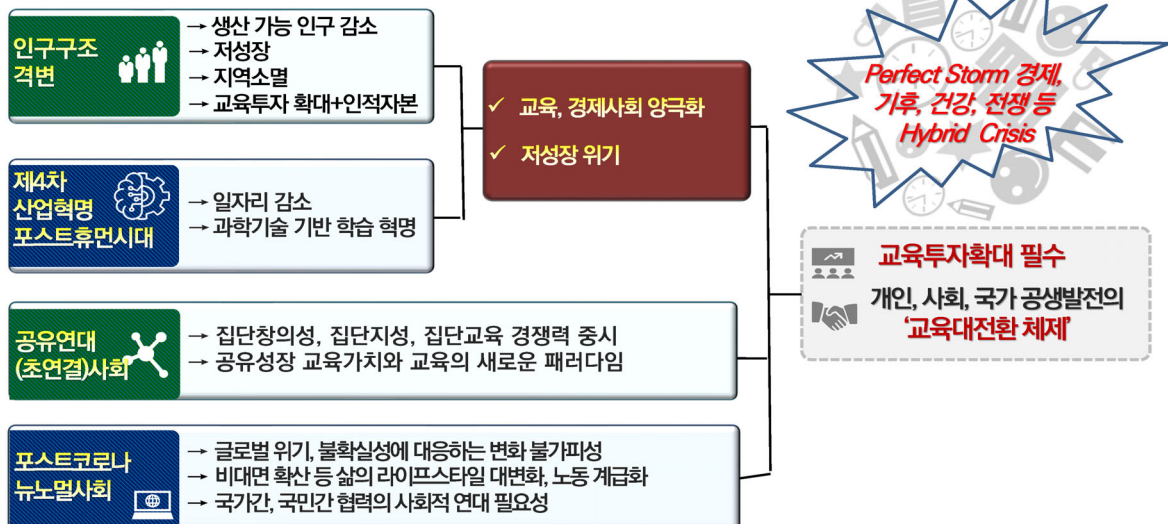 인구구조
격변
→ 생산 가능 인구 감소
→ 저성장
→ 지역소멸
→ 교육투자 확대+인적자본
제4차
산업혁명
포스트휴먼시대
→ 일자리 감소
→ 과학기술 기반 학습 혁명
✓ 교육, 경제사회 양극화
✓ 저성장 위기
Perfect Storm 경제,
기후, 건강, 전쟁 등
Hybrid Crisis
교육투자확대 필수
개인, 사회, 국가 공생발전의
‘교육대전환 체제’
공유연대
(초연결)사회
→ 집단창의성, 집단지성, 집단교육 경쟁력 중시
→ 공유성장 교육가치와 교육의 새로운 패러다임
포스트코로나
뉴노멀사회
→ 글로벌 위기, 불확실성에 대응하는 변화 불가피성
→ 비대면 확산 등 삶의 라이프스타일 대변화, 노동 계급화
→ 국가간, 국민간 협력의 사회적 연대 필요성